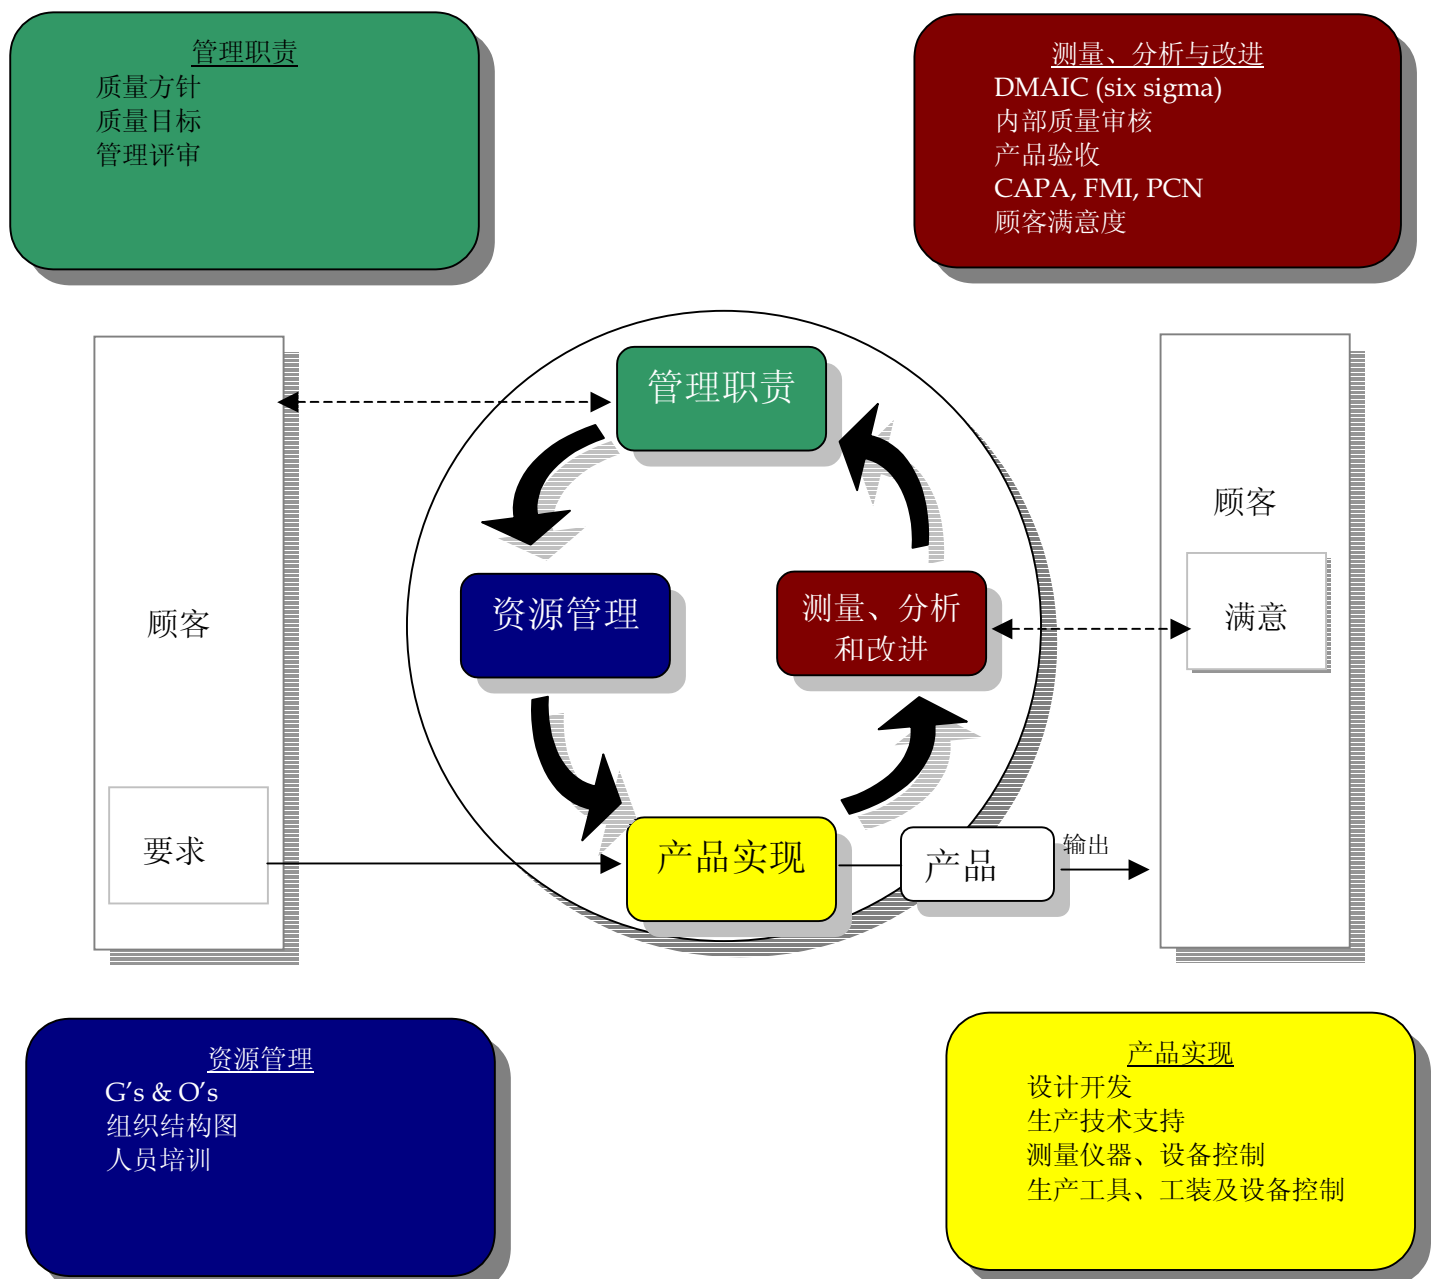 管理职责
质量方针
质量目标
管理评审
测量、分析与改进
DMAIC (six sigma)
内部质量审核
产品验收
CAPA, FMI, PCN
顾客满意度
管理职责
顾客
资源管理
测量、分析
和改进
顾客
满意
要求
产品实现
产品
输出
资源管理
G’s & O’s
组织结构图
人员培训
产品实现
设计开发
生产技术支持
测量仪器、设备控制
生产工具、工装及设备控制